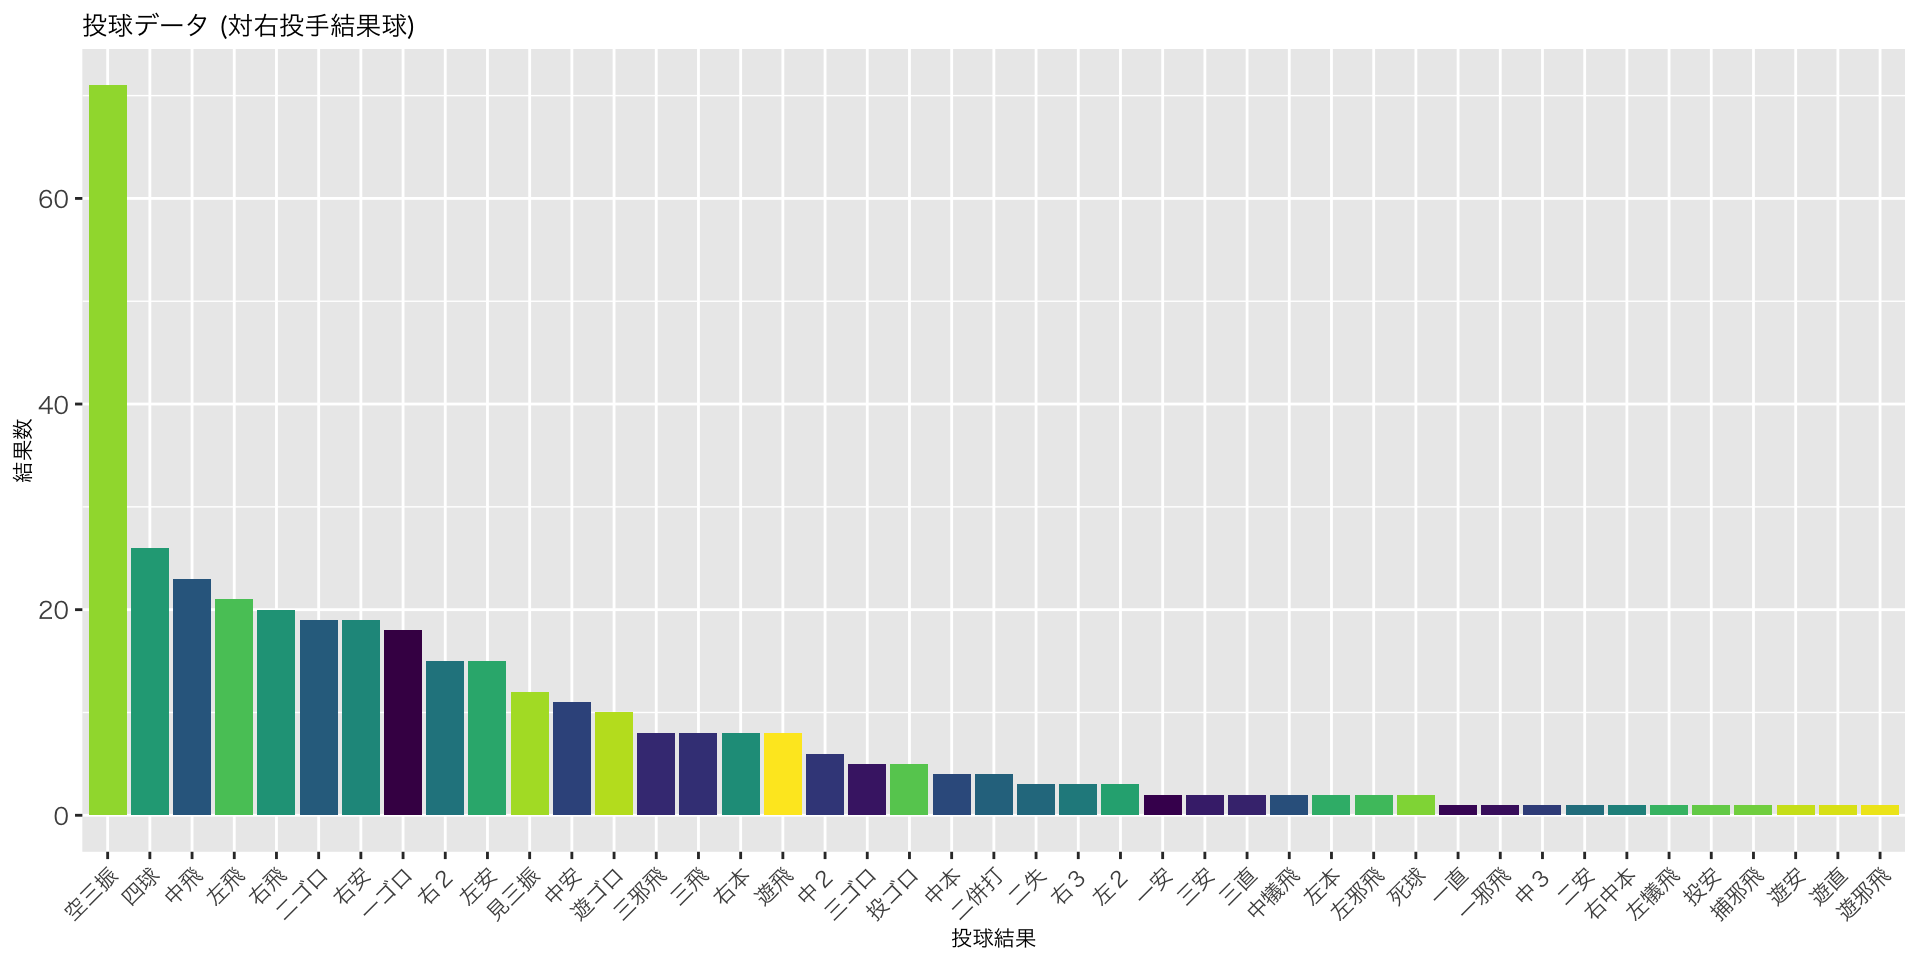 投球データ (対右投手結果球)
結果数
60
40
20
0
空三振
四球
中飛
左飛
右飛
二ゴロ
右安
一ゴロ
右２
左安
見三振
中安
遊ゴロ
三邪飛
三飛
右本
遊飛
中２
三ゴロ
投ゴロ
中本
二併打
二失
右３
左２
一安
三安
三直
中犠飛
左本
左邪飛
死球
一直
一邪飛
中３
二安
右中本
左犠飛
投安
捕邪飛
遊安
遊直
遊邪飛
投球結果